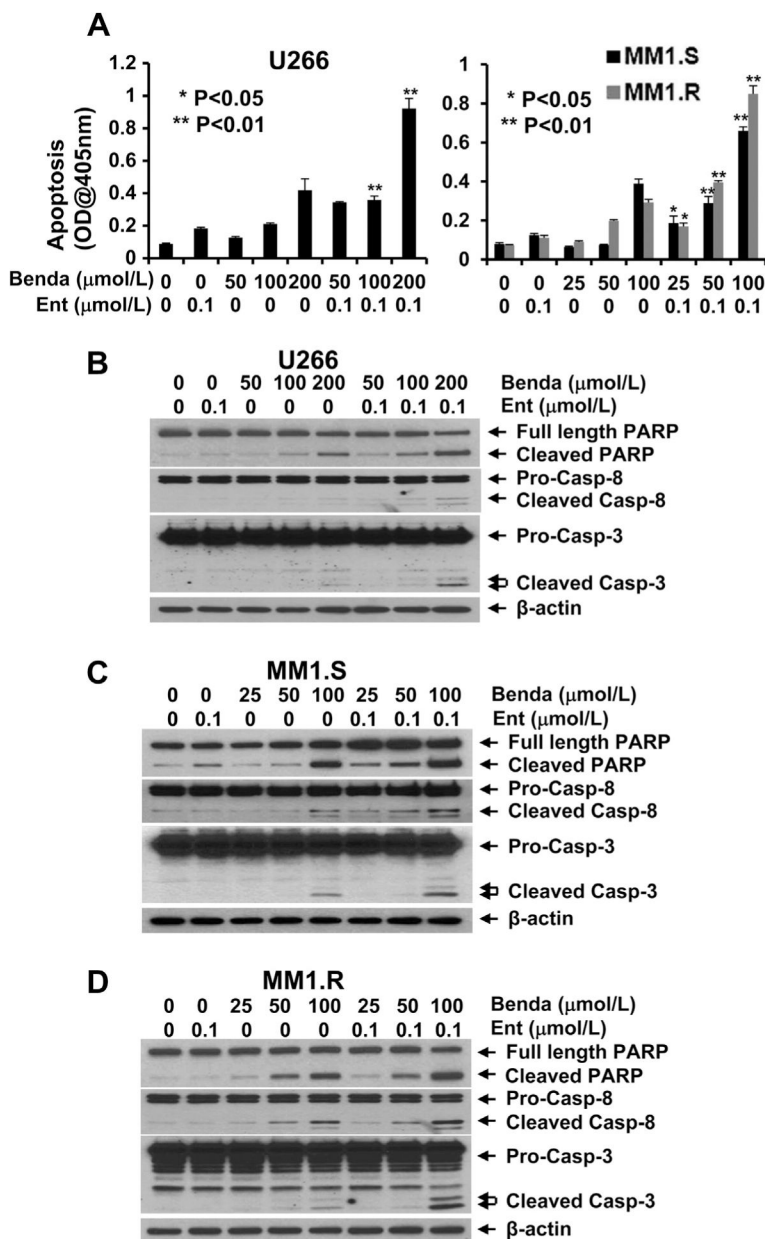 A
U266
MM1.S
MM1.R
* P<0.05
** P<0.01
* P<0.05
** P<0.01
Apoptosis
(OD@405nm)
1.2
1
0.8
0.6
0.4
0.2
0
** **
1
0.8
0.6
0.4
0.2
0
* * ** ** ** **
Benda (μmol/L) 0 0 50 100 200 50 100 200
Ent (μmol/L) 0 0.1 0 0 0 0.1 0.1 0.1
0 0 25 50 100 25 50 100
0 0.1 0 0 0 0.1 0.1 0.1
B
U266
0 0 50 100 200 50 100 200 Benda (μmol/L)
0 0.1 0 0 0 0.1 0.1 0.1 Ent (μmol/L)
Full length PARP
Cleaved PARP
Pro-Casp-8
Cleaved Casp-8
Pro-Casp-3
Cleaved Casp-3
β-actin
C
MM1.S
0 0 25 50 100 25 50 100 Benda (μmol/L)
0 0.1 0 0 0 0.1 0.1 0.1 Ent (μmol/L)
Full length PARP
Cleaved PARP
Pro-Casp-8
Cleaved Casp-8
Pro-Casp-3
Cleaved Casp-3
β-actin
D
MM1.R
0 0 25 50 100 25 50 100 Benda (μmol/L)
0 0.1 0 0 0 0.1 0.1 0.1 Ent (μmol/L)
Full length PARP
Cleaved PARP
Pro-Casp-8
Cleaved Casp-8
Pro-Casp-3
Cleaved Casp-3
β-actin